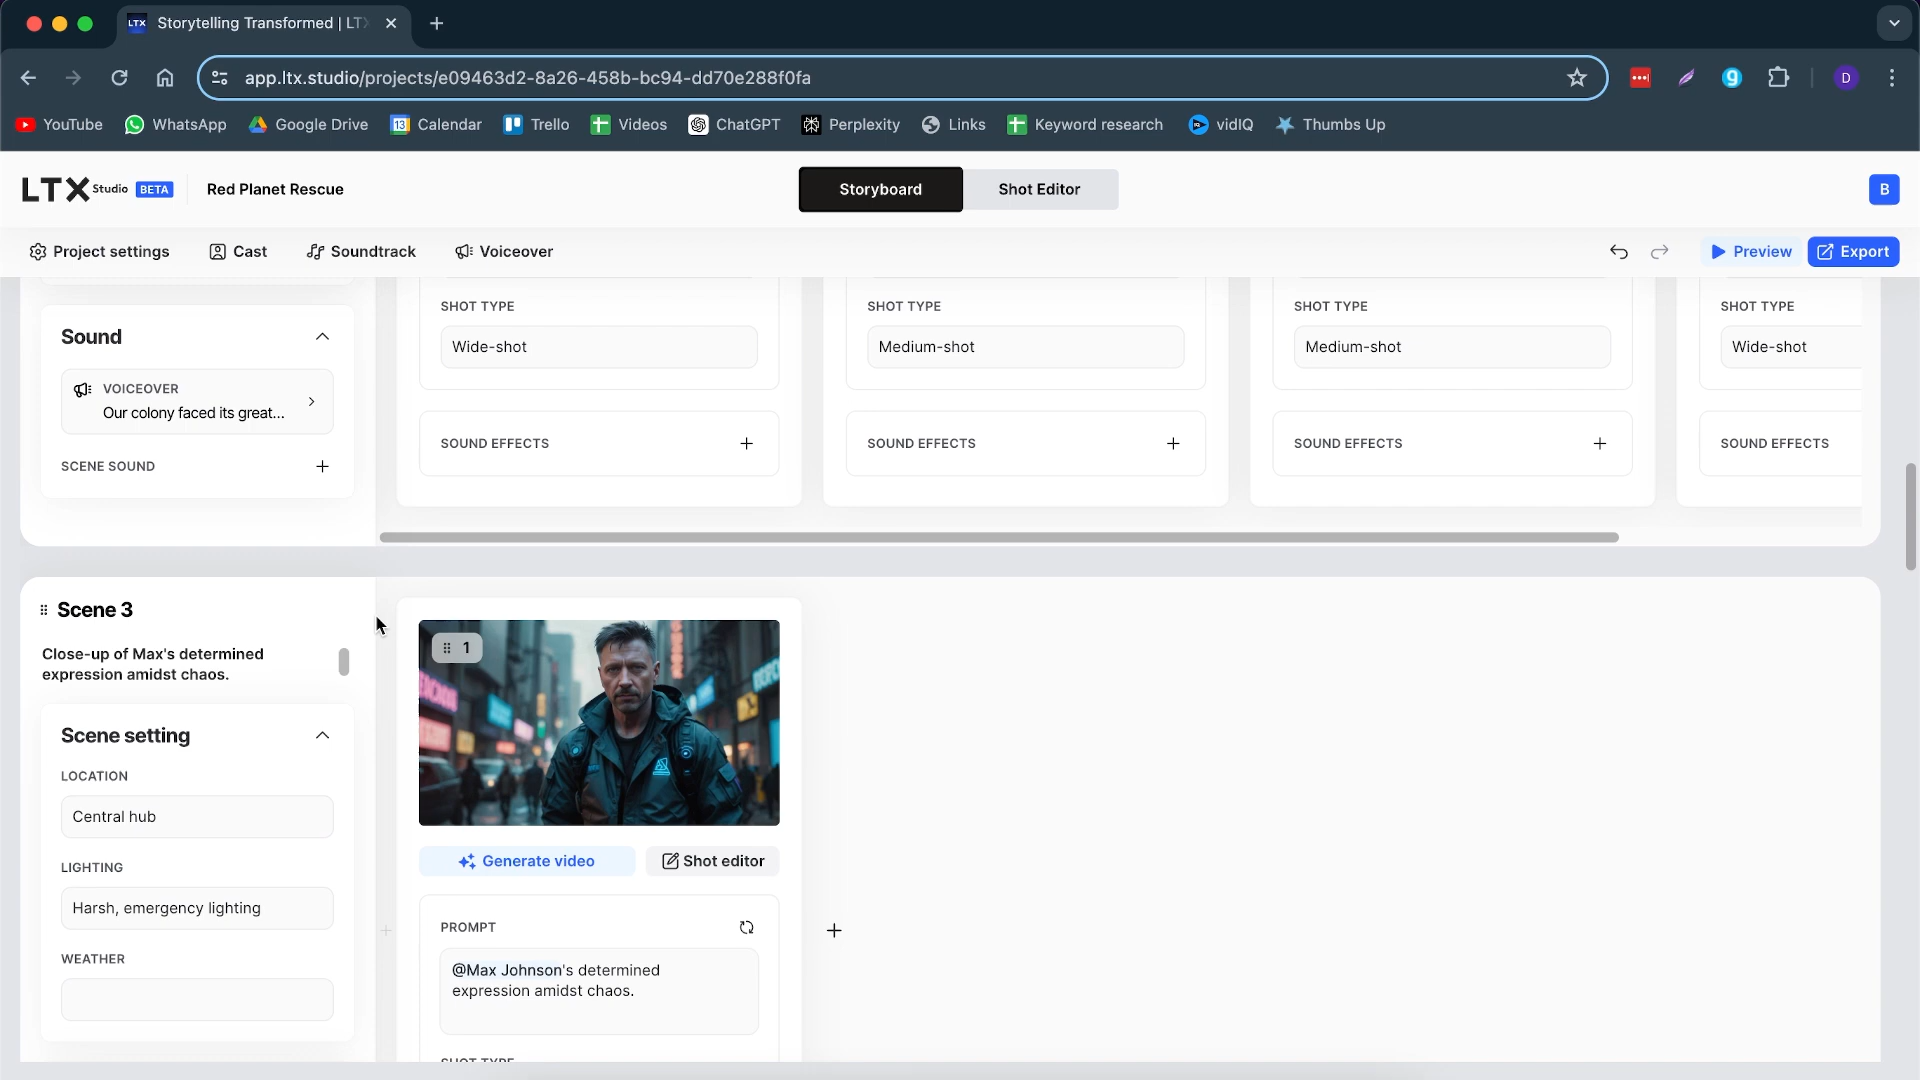 LTX Storytelling Transformed | LT
app.ltx.studio/projects/e09463d2-8a26-458b-bc94-dd70e288f0fa
D
YouTube WhatsApp Google Drive 13 Calendar Trello Videos ChatGPT Perplexity Links Keyword research vidIQ Thumbs Up
LTX Studio BETA Red Planet Rescue Storyboard Shot Editor B
Project settings Cast Soundtrack Voiceover Preview Export
SHOT TYPE SHOT TYPE SHOT TYPE SHOT TYPE
Sound
Wide-shot Medium-shot Medium-shot Wide-shot
VOICEOVER
Our colony faced its great...
SOUND EFFECTS SOUND EFFECTS SOUND EFFECTS SOUND EFFECTS
SCENE SOUND
Scene 3
1
Close-up of Max's determined
expression amidst chaos.
Scene setting
LOCATION
Central hub
Generate video Shot editor
LIGHTING
Harsh, emergency lighting
PROMPT
WEATHER
@Max Johnson's determined
expression amidst chaos.
SHOT TYPE